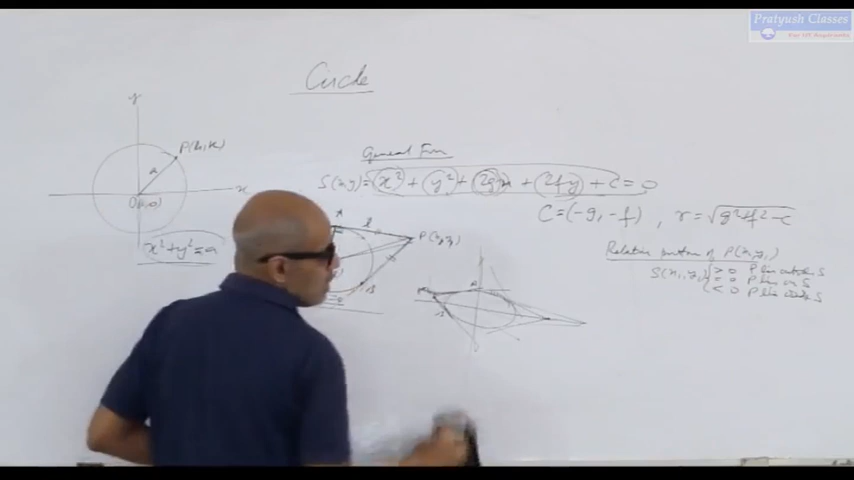 Pratyush Classes
Circle
y
P(h, k)
a
x
O(0,0)
x²+y²=a
General Form
S(x,y)= x² + y² + 2gx + 2fy + c = 0
C = (-g, -f) , r = √g²+f²-c
A
l
P(x₁,y₁)
B
Relative position of P(x₁,y₁)
S(x₁,y₁) > 0 P lies outside S
= 0 P lies on S
< 0 P lies inside S